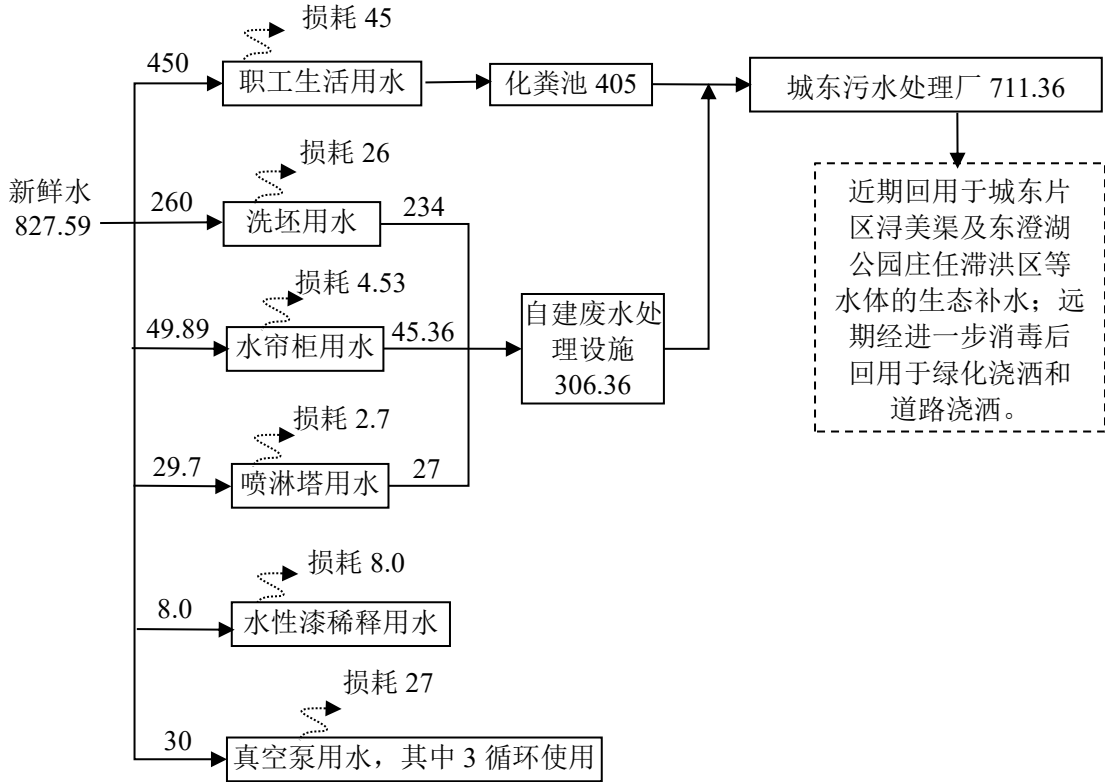 损耗 45
450
职工生活用水
化粪池 405
城东污水处理厂 711.36
损耗 26
新鲜水
827.59
260
洗坯用水
234
损耗 4.53
49.89
水帘柜用水
45.36
自建废水处
理设施
306.36
近期回用于城东片
区浔美渠及东澄湖
公园庄任滞洪区等
水体的生态补水；远
期经进一步消毒后
回用于绿化浇洒和
道路浇洒。
损耗 2.7
29.7
喷淋塔用水
27
损耗 8.0
8.0
水性漆稀释用水
损耗 27
30
真空泵用水，其中 3 循环使用